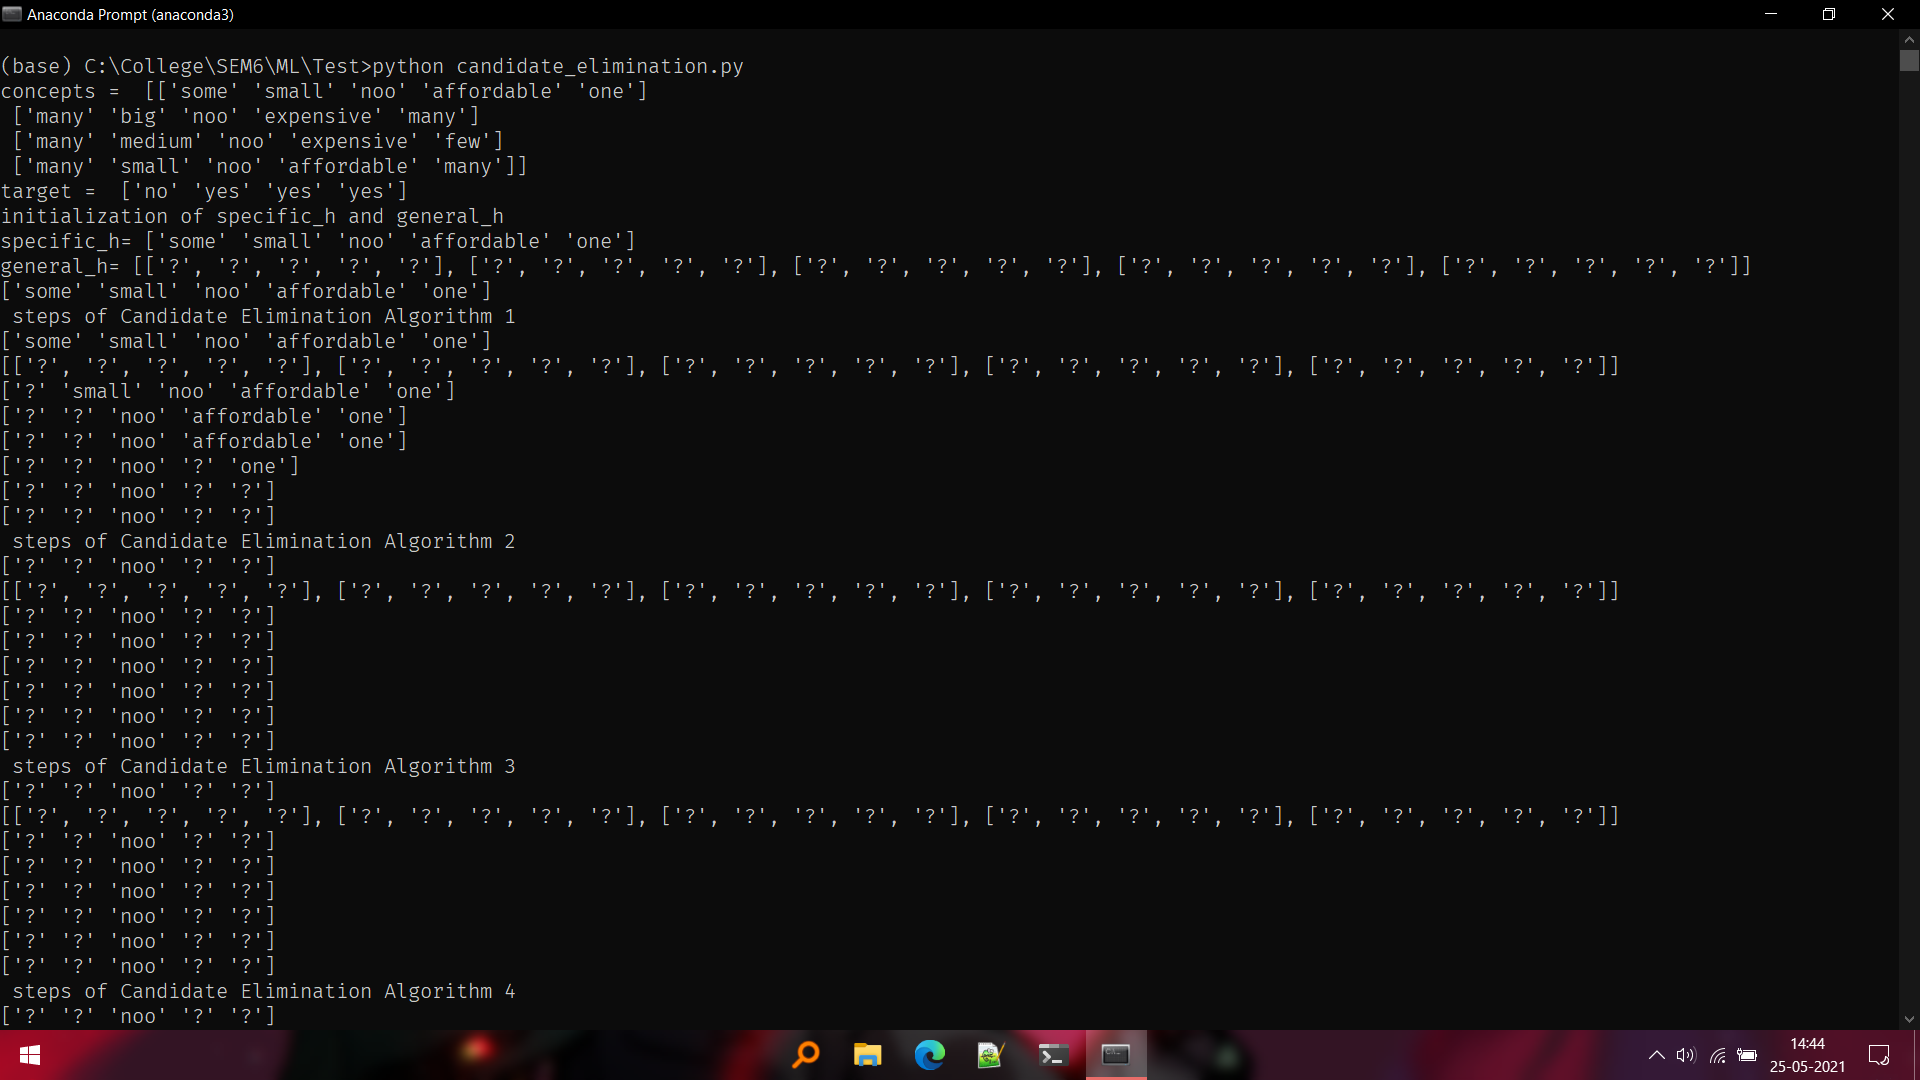 Anaconda Prompt (anaconda3)
(base) C:\College\SEM6\ML\Test>python candidate_elimination.py
concepts =  [['some' 'small' 'noo' 'affordable' 'one']
 ['many' 'big' 'noo' 'expensive' 'many']
 ['many' 'medium' 'noo' 'expensive' 'few']
 ['many' 'small' 'noo' 'affordable' 'many']]
target =  ['no' 'yes' 'yes' 'yes']
initialization of specific_h and general_h
specific_h= ['some' 'small' 'noo' 'affordable' 'one']
general_h= [['?', '?', '?', '?', '?'], ['?', '?', '?', '?', '?'], ['?', '?', '?', '?', '?'], ['?', '?', '?', '?', '?'], ['?', '?', '?', '?', '?']]
['some' 'small' 'noo' 'affordable' 'one']
 steps of Candidate Elimination Algorithm 1
['some' 'small' 'noo' 'affordable' 'one']
[['?', '?', '?', '?', '?'], ['?', '?', '?', '?', '?'], ['?', '?', '?', '?', '?'], ['?', '?', '?', '?', '?'], ['?', '?', '?', '?', '?']]
['?' 'small' 'noo' 'affordable' 'one']
['?' '?' 'noo' 'affordable' 'one']
['?' '?' 'noo' 'affordable' 'one']
['?' '?' 'noo' '?' 'one']
['?' '?' 'noo' '?' '?']
['?' '?' 'noo' '?' '?']
 steps of Candidate Elimination Algorithm 2
['?' '?' 'noo' '?' '?']
[['?', '?', '?', '?', '?'], ['?', '?', '?', '?', '?'], ['?', '?', '?', '?', '?'], ['?', '?', '?', '?', '?'], ['?', '?', '?', '?', '?']]
['?' '?' 'noo' '?' '?']
['?' '?' 'noo' '?' '?']
['?' '?' 'noo' '?' '?']
['?' '?' 'noo' '?' '?']
['?' '?' 'noo' '?' '?']
['?' '?' 'noo' '?' '?']
 steps of Candidate Elimination Algorithm 3
['?' '?' 'noo' '?' '?']
[['?', '?', '?', '?', '?'], ['?', '?', '?', '?', '?'], ['?', '?', '?', '?', '?'], ['?', '?', '?', '?', '?'], ['?', '?', '?', '?', '?']]
['?' '?' 'noo' '?' '?']
['?' '?' 'noo' '?' '?']
['?' '?' 'noo' '?' '?']
['?' '?' 'noo' '?' '?']
['?' '?' 'noo' '?' '?']
['?' '?' 'noo' '?' '?']
 steps of Candidate Elimination Algorithm 4
['?' '?' 'noo' '?' '?']
14:44
25-05-2021